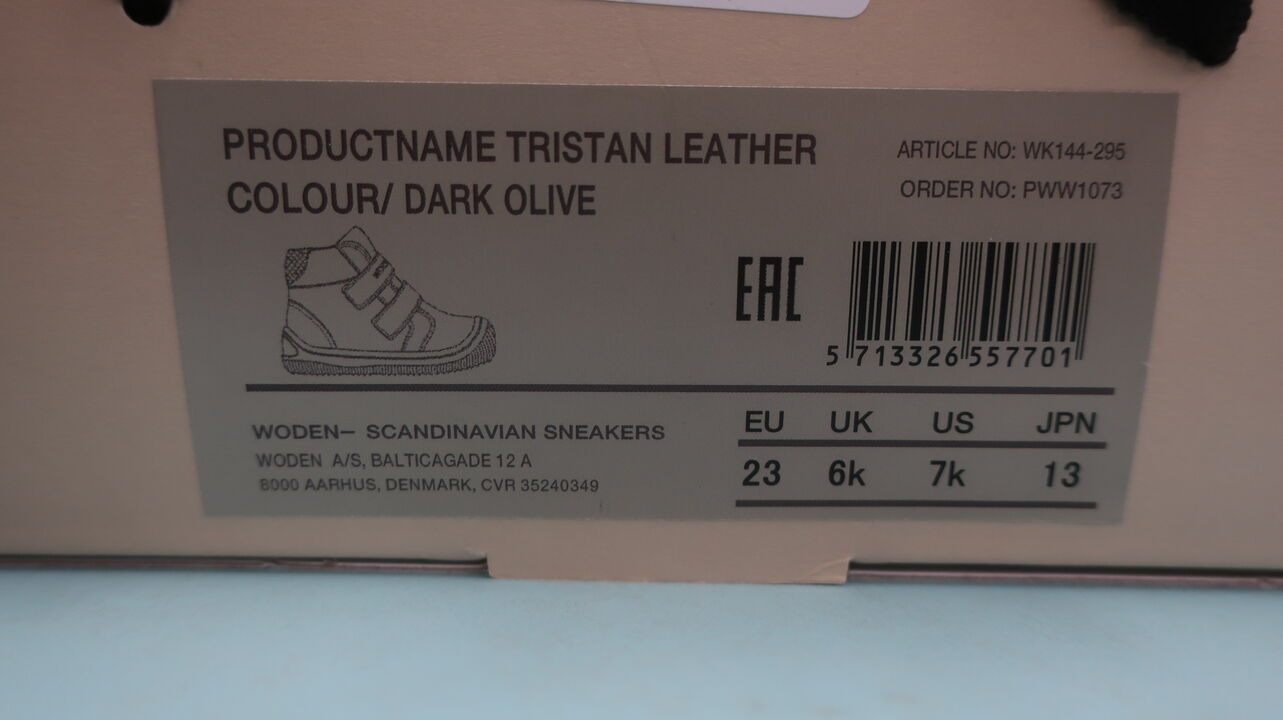 PRODUCTNAME TRISTAN LEATHER
COLOUR/ DARK OLIVE
ARTICLE NO: WK144-295
ORDER NO: PWW1073
EAC
5 713326 557701
WODEN– SCANDINAVIAN SNEAKERS
WODEN A/S, BALTICAGADE 12 A
8000 AARHUS, DENMARK, CVR 35240349
EU UK US JPN
23 6k 7k 13